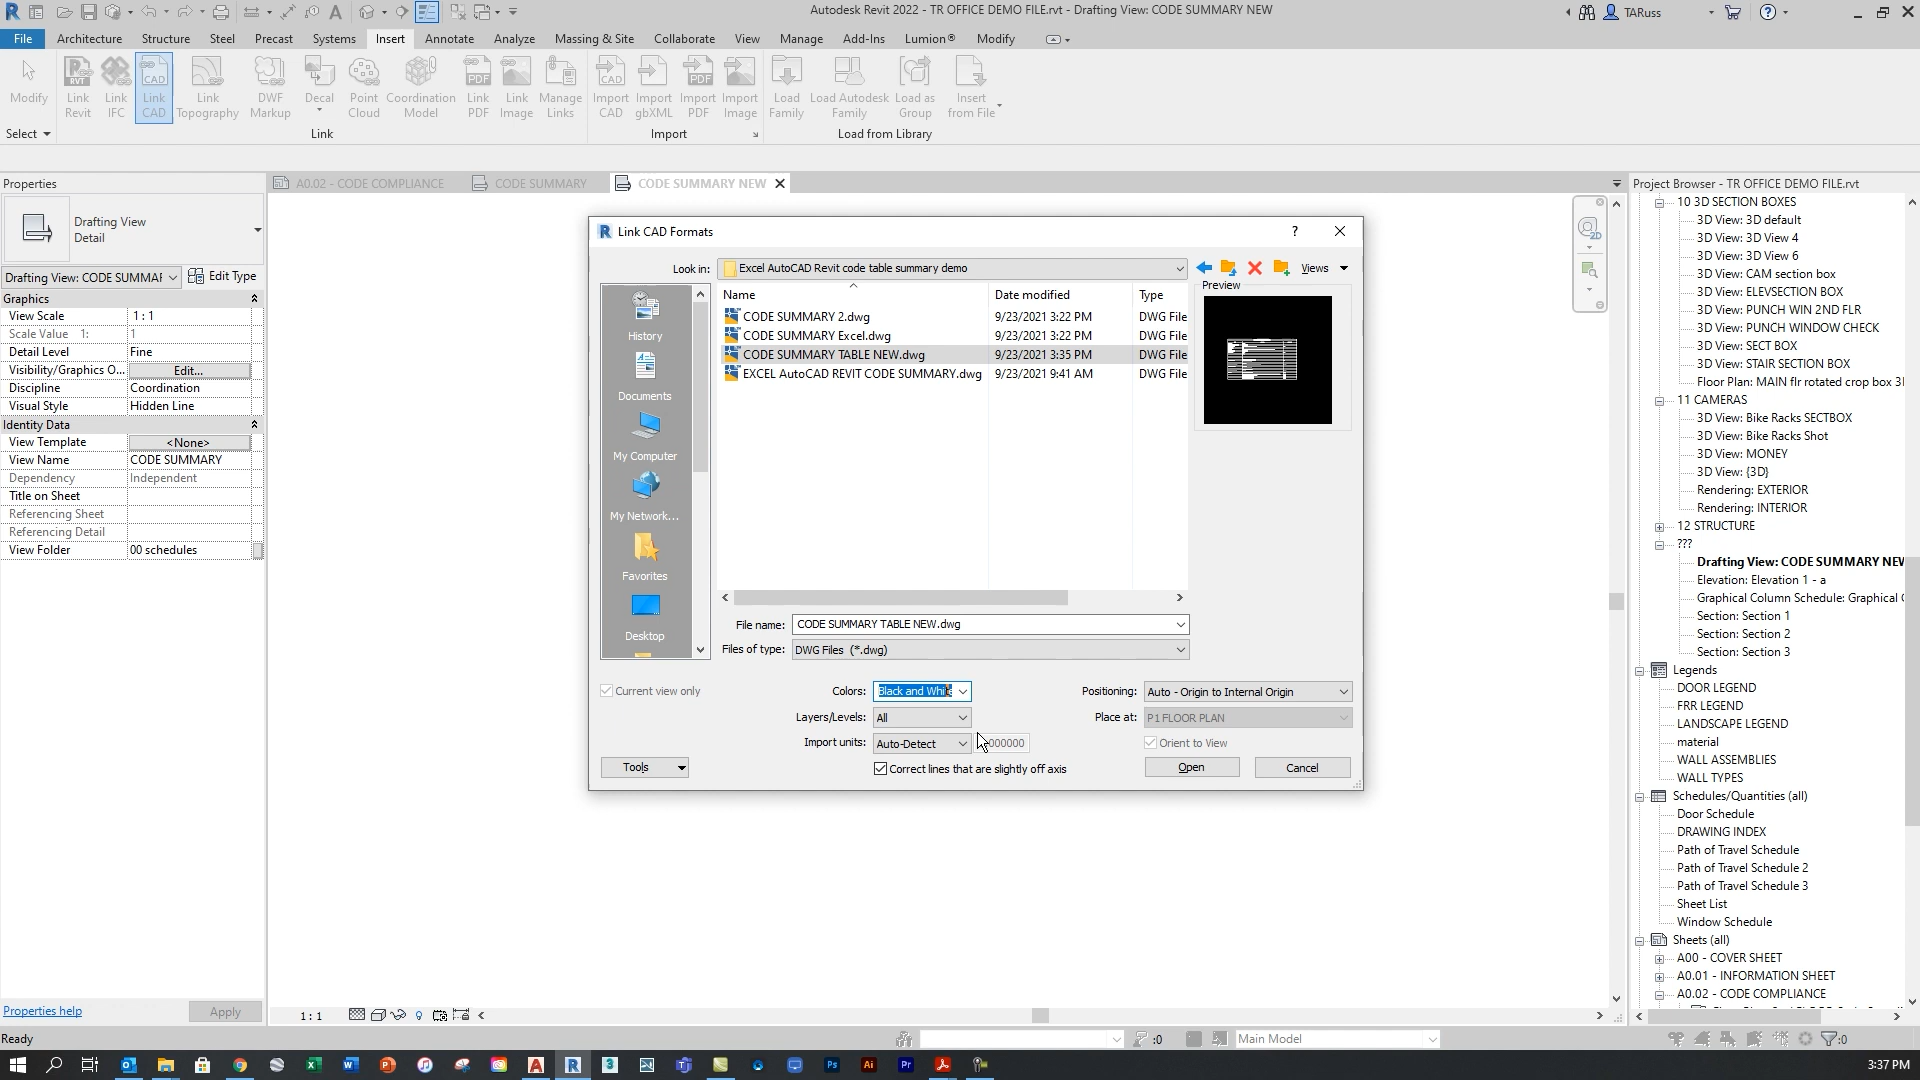 Autodesk Revit 2022 - TR OFFICE DEMO FILE.rvt - Drafting View: CODE SUMMARY NEW
TARuss
File Architecture Structure Steel Precast Systems Insert Annotate Analyze Massing & Site Collaborate View Manage Add-Ins Lumion® Modify
Modify
Link Revit
Link IFC
Link CAD
Link Topography
DWF Markup
Decal
Point Cloud
Coordination Model
Link PDF
Link Image
Manage Links
Import CAD
Import gbXML
Import PDF
Import Image
Load Family
Load Autodesk Family
Load as Group
Insert from File
Select
Link
Import
Load from Library
Properties
A0.02 - CODE COMPLIANCE
CODE SUMMARY
CODE SUMMARY NEW
Drafting View
Detail
Drafting View: CODE SUMMAF
Edit Type
Graphics
View Scale 1 : 1
Scale Value 1: 1
Detail Level Fine
Visibility/Graphics O... Edit...
Discipline Coordination
Visual Style Hidden Line
Identity Data
View Template <None>
View Name CODE SUMMARY
Dependency Independent
Title on Sheet
Referencing Sheet
Referencing Detail
View Folder 00 schedules
Properties help
Apply
Link CAD Formats
Look in: Excel AutoCAD Revit code table summary demo
Views
Name Date modified Type
CODE SUMMARY 2.dwg 9/23/2021 3:22 PM DWG File
CODE SUMMARY Excel.dwg 9/23/2021 3:22 PM DWG File
CODE SUMMARY TABLE NEW.dwg 9/23/2021 3:35 PM DWG File
EXCEL AutoCAD REVIT CODE SUMMARY.dwg 9/23/2021 9:41 AM DWG File
Preview
History
Documents
My Computer
My Network...
Favorites
Desktop
File name: CODE SUMMARY TABLE NEW.dwg
Files of type: DWG Files (*.dwg)
Current view only
Colors: Black and White
Layers/Levels: All
Import units: Auto-Detect
Correct lines that are slightly off axis
Positioning: Auto - Origin to Internal Origin
Place at: P1 FLOOR PLAN
Orient to View
Tools
Open
Cancel
Project Browser - TR OFFICE DEMO FILE.rvt
10 3D SECTION BOXES
3D View: 3D default
3D View: 3D View 4
3D View: 3D View 6
3D View: CAM section box
3D View: ELEVSECTION BOX
3D View: PUNCH WIN 2ND FLR
3D View: PUNCH WINDOW CHECK
3D View: SECT BOX
3D View: STAIR SECTION BOX
Floor Plan: MAIN flr rotated crop box 3
11 CAMERAS
3D View: Bike Racks SECTBOX
3D View: Bike Racks Shot
3D View: MONEY
3D View: {3D}
Rendering: EXTERIOR
Rendering: INTERIOR
12 STRUCTURE
???
Drafting View: CODE SUMMARY NEW
Elevation: Elevation 1 - a
Graphical Column Schedule: Graphical
Section: Section 1
Section: Section 2
Section: Section 3
Legends
DOOR LEGEND
FRR LEGEND
LANDSCAPE LEGEND
material
WALL ASSEMBLIES
WALL TYPES
Schedules/Quantities (all)
Door Schedule
DRAWING INDEX
Path of Travel Schedule
Path of Travel Schedule 2
Path of Travel Schedule 3
Sheet List
Window Schedule
Sheets (all)
A00 - COVER SHEET
A0.01 - INFORMATION SHEET
A0.02 - CODE COMPLIANCE
1 : 1
Ready
:0
Main Model
:0
3:37 PM